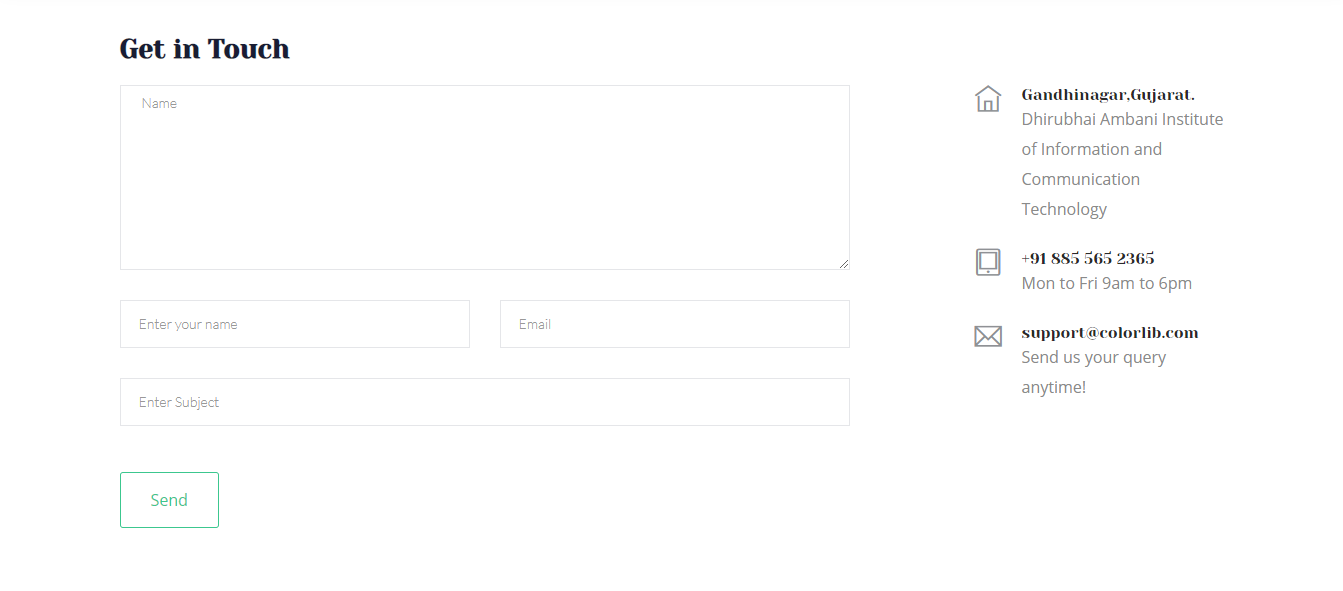 Get in Touch
Name
Enter your name
Email
Enter Subject
Send
Gandhinagar,Gujarat.
Dhirubhai Ambani Institute
of Information and
Communication
Technology
+91 885 565 2365
Mon to Fri 9am to 6pm
support@colorlib.com
Send us your query
anytime!